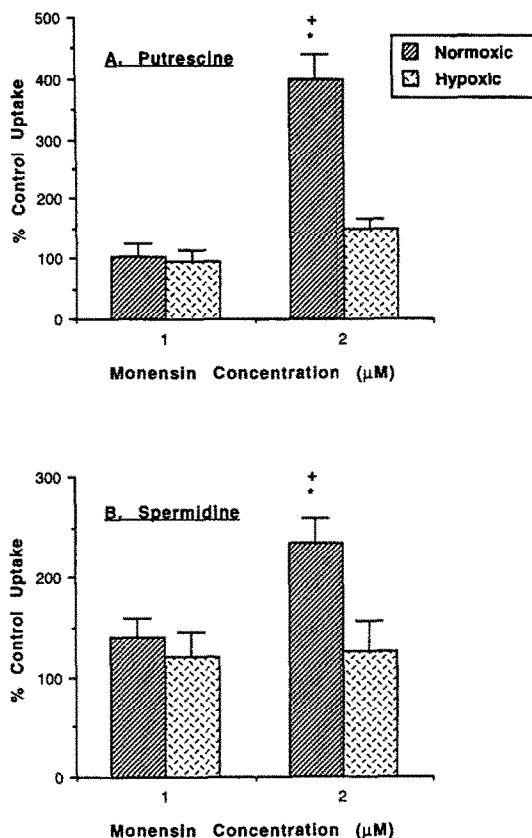 500
400
300
200
100
0
% Control Uptake
A. Putrescine
+
*
Normoxic
Hypoxic
1
2
Monensin Concentration (µM)
300
200
100
0
% Control Uptake
B. Spermidine
+
*
1
2
Monensin Concentration (µM)